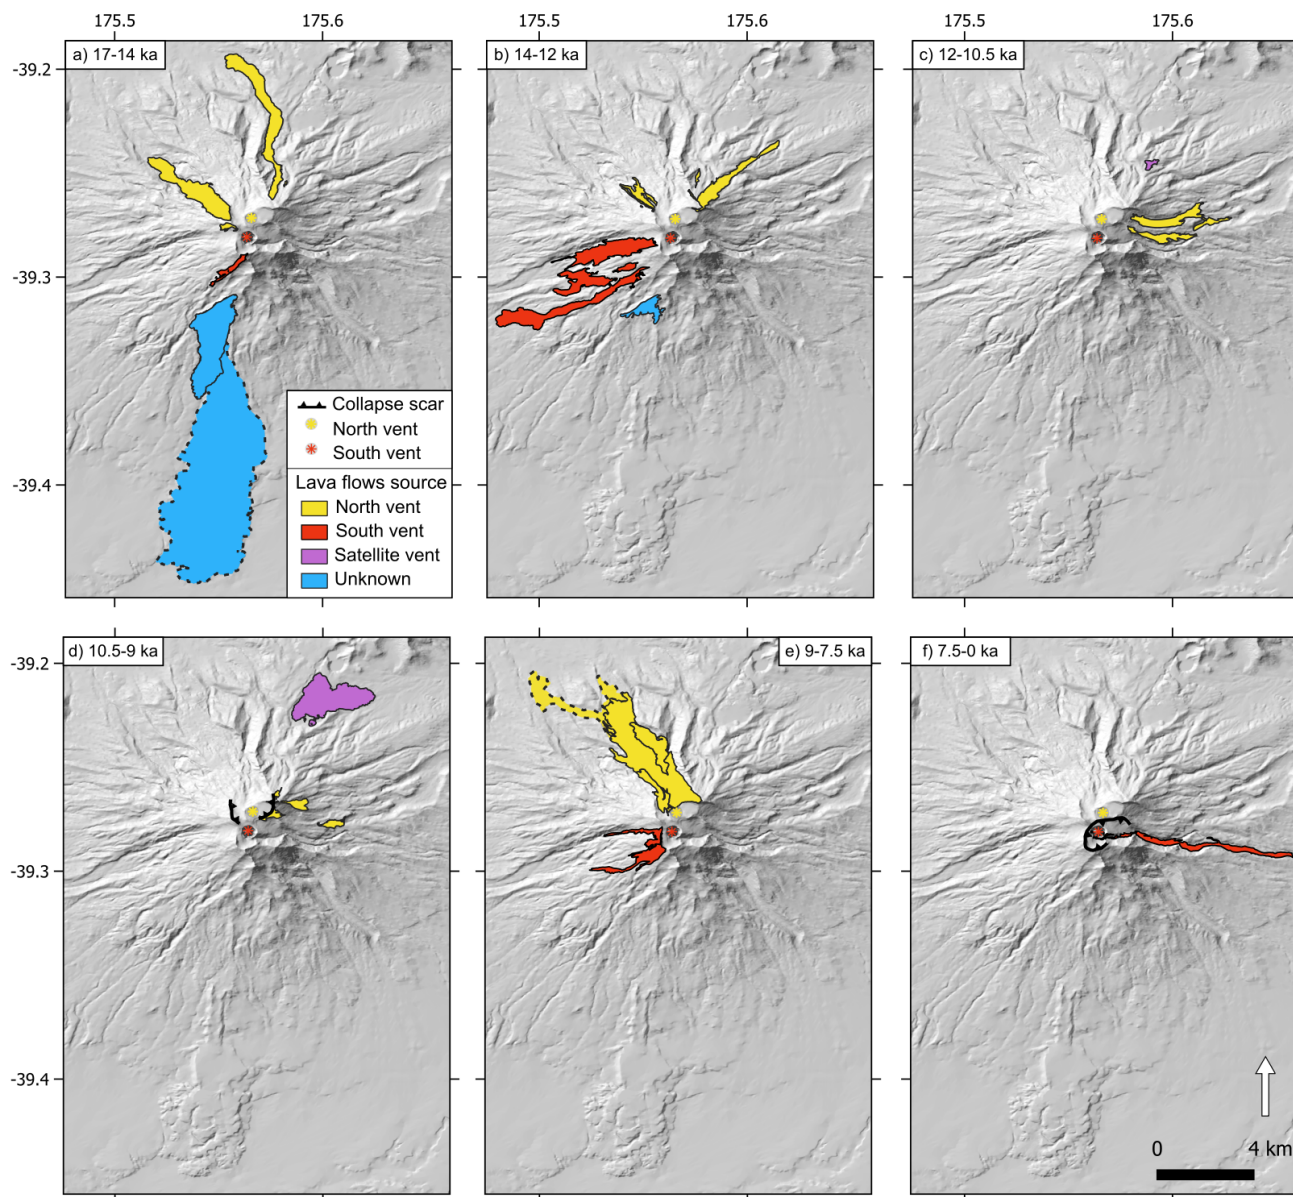 175.5 175.6 175.5 175.6 175.5 175.6
a) 17-14 ka b) 14-12 ka c) 12-10.5 ka
-39.2
-39.3
Collapse scar
North vent
South vent
Lava flows source
North vent
South vent
Satellite vent
Unknown
-39.4
d) 10.5-9 ka e) 9-7.5 ka f) 7.5-0 ka
-39.2
-39.3
-39.4
0 4 km